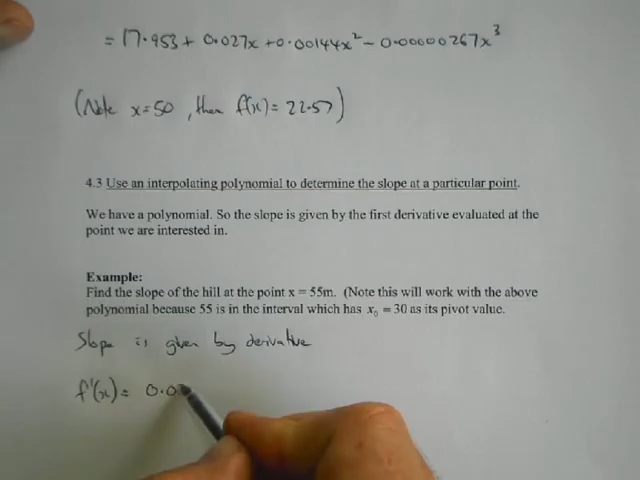 = 17.953 + 0.027x + 0.00144x² - 0.00000267x³
(Note x=50, then f(x) = 22.57)
4.3 Use an interpolating polynomial to determine the slope at a particular point.
We have a polynomial. So the slope is given by the first derivative evaluated at the
point we are interested in.
Example:
Find the slope of the hill at the point x = 55m. (Note this will work with the above
polynomial because 55 is in the interval which has x₀ = 30 as its pivot value.
Slope is given by derivative
f'(x) = 0.0